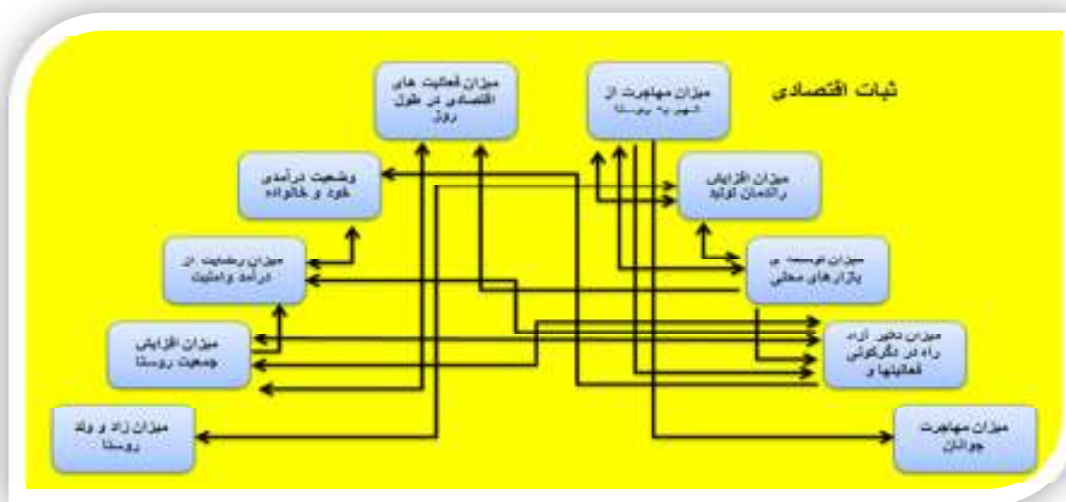 ثبات اقتصادی
میزان مهاجرت از
شهر به روستا
میزان فعالیت های
اقتصادی در طول
روز
میزان افزایش
راندمان تولید
وضعیت درآمدی
خود و خانواده
میزان توسعه ی
بازارهای محلی
میزان رضایت از
درآمد وامنیت
میزان تاثیر آزاد
راه در دگرگونی
فعالیتها و
میزان افزایش
جمعیت روستا
میزان مهاجرت
جوانان
میزان زاد و ولد
روستا